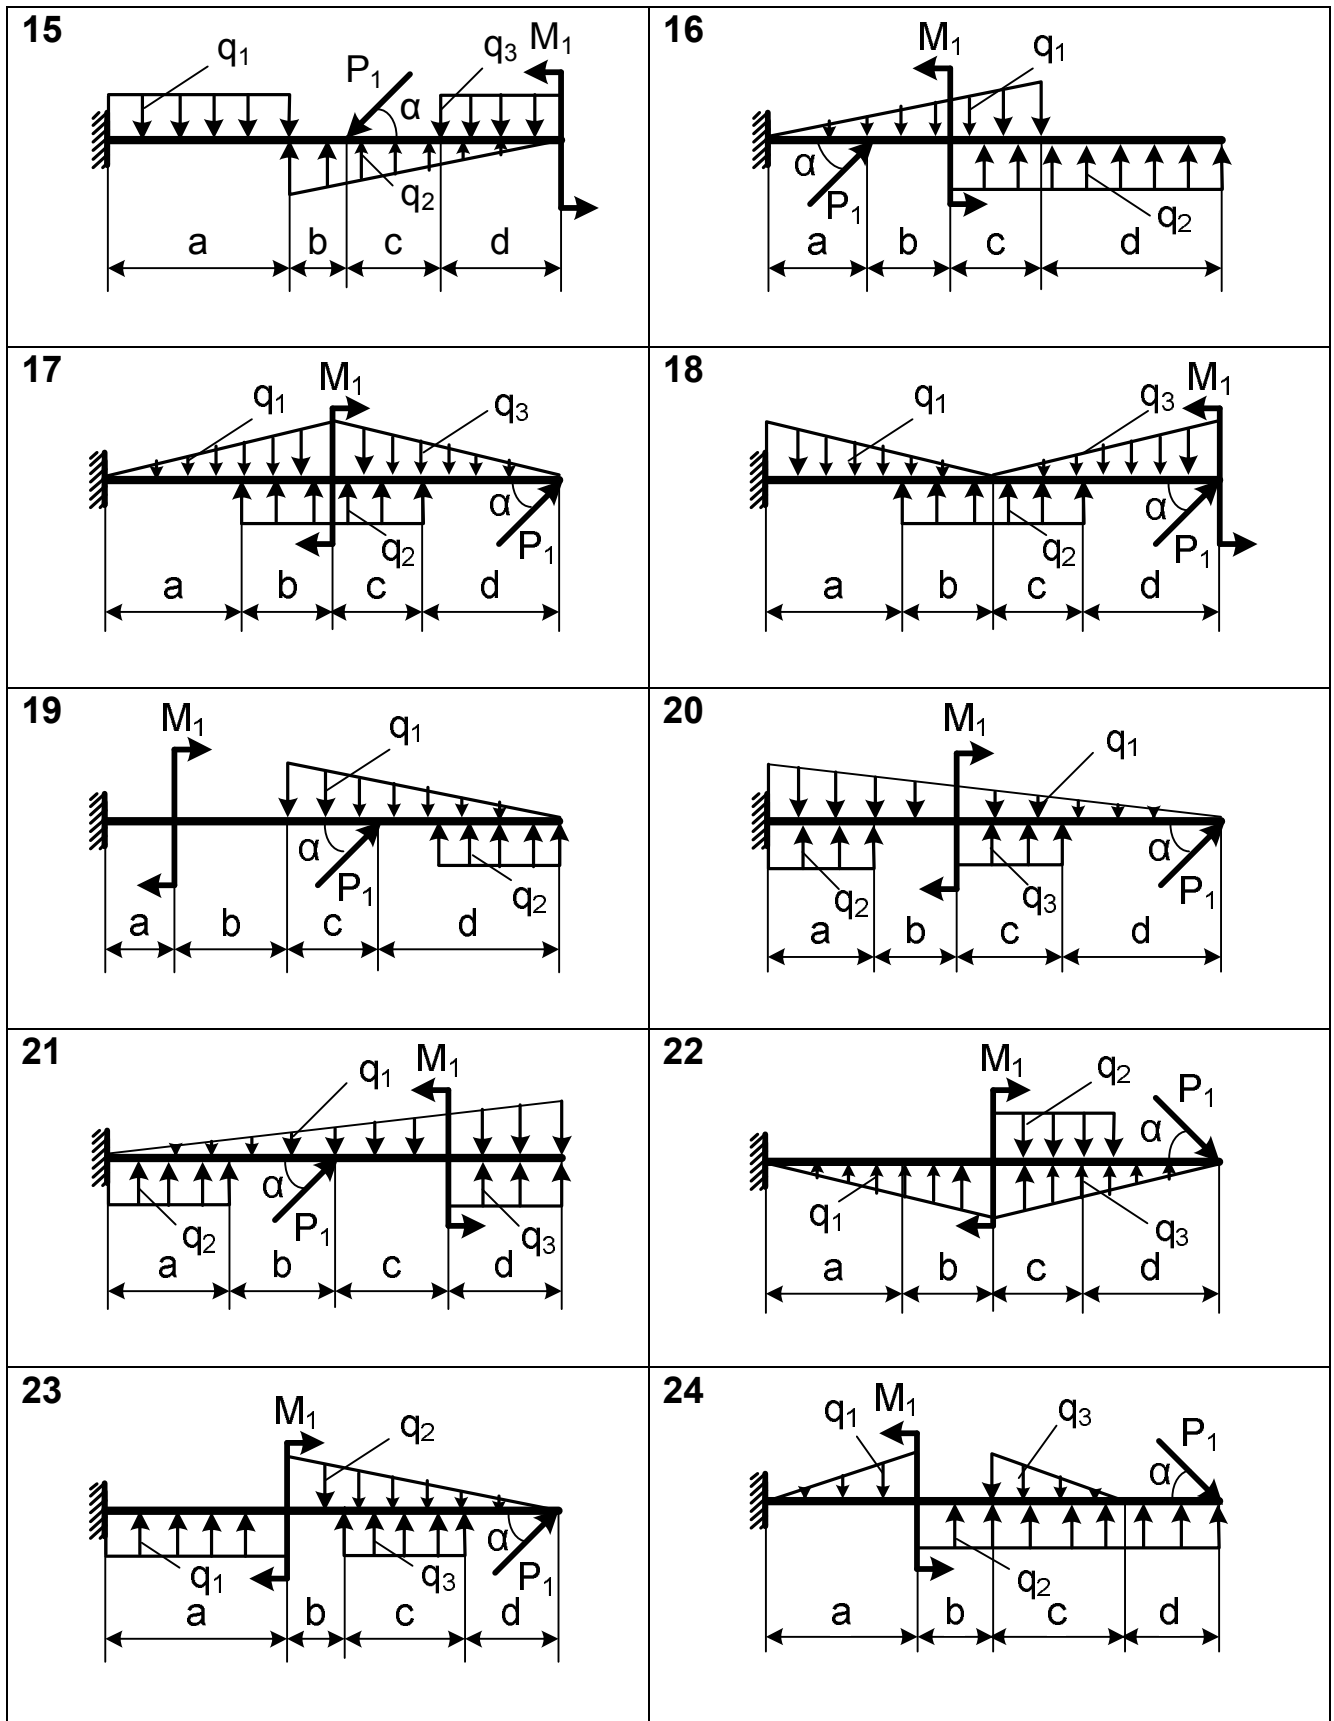 15
q₁
P₁
α
q₃
M₁
q₂
a b c d
16
M₁
q₁
α
P₁
q₂
a b c d
17
M₁
q₁
q₃
α
q₂
P₁
a b c d
18
M₁
q₁
q₃
α
q₂
P₁
a b c d
19
M₁
q₁
α
P₁
q₂
a b c d
20
M₁
q₁
α
q₂
q₃
P₁
a b c d
21
M₁
q₁
α
q₂
P₁
q₃
a b c d
22
M₁
q₂
P₁
α
q₁
q₃
a b c d
23
M₁
q₂
α
q₁
q₃
P₁
a b c d
24
M₁
q₁
q₃
P₁
α
q₂
a b c d